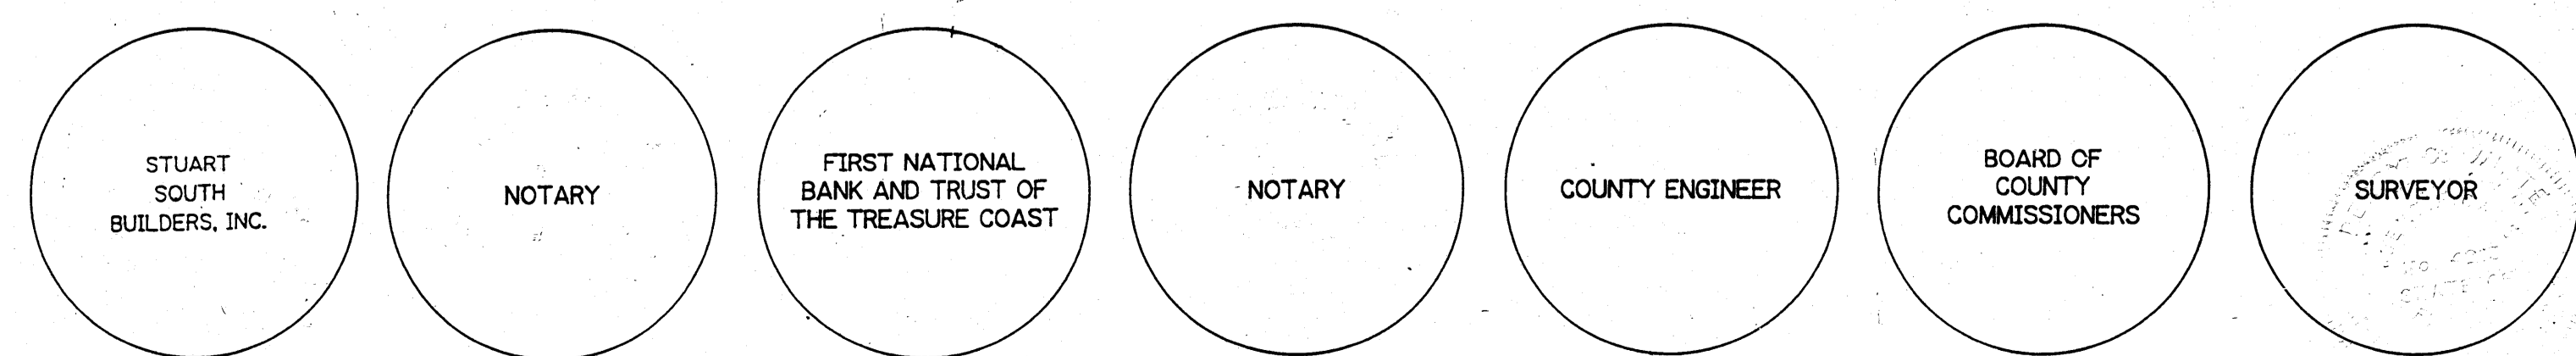 STUART
SOUTH
BUILDERS, INC.
NOTARY
FIRST NATIONAL
BANK AND TRUST OF
THE TREASURE COAST
NOTARY
COUNTY ENGINEER
BOARD OF
COUNTY
COMMISSIONERS
SURVEYOR